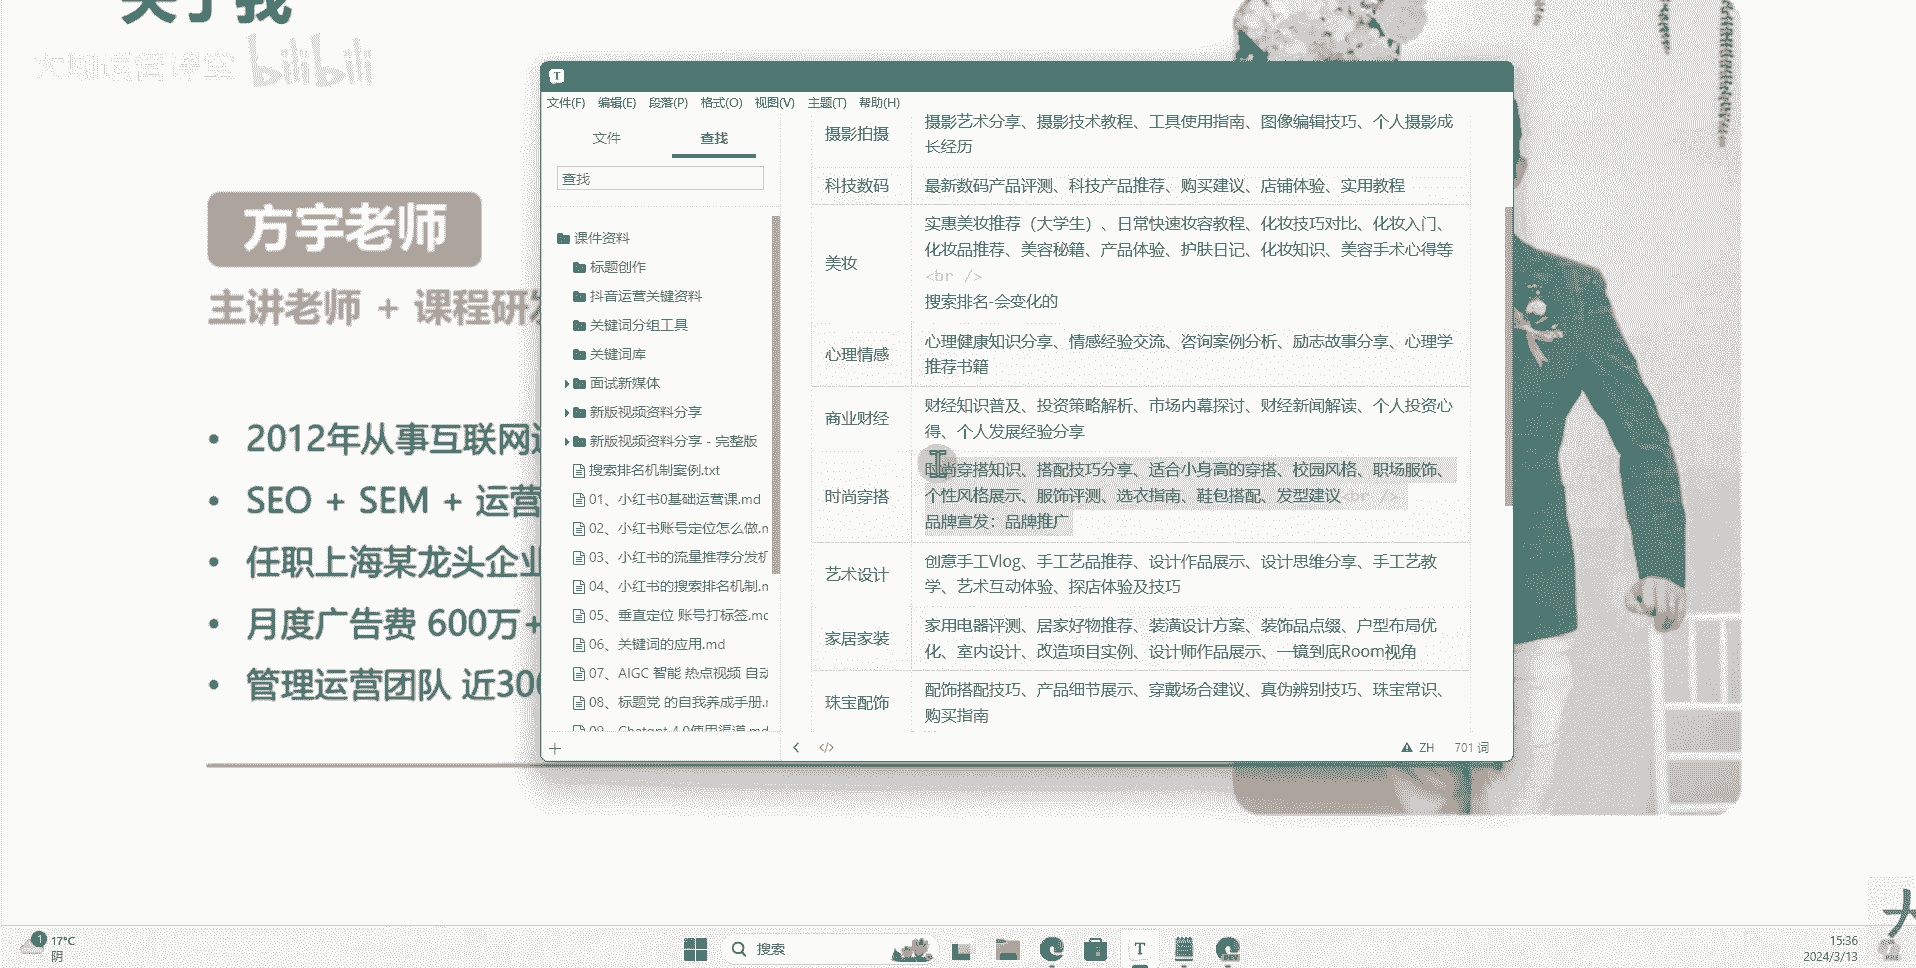 关于我
bilibili
方宇老师
主讲老师 + 课程研发
• 2012年从事互联网
• SEO + SEM + 运营
• 任职上海某龙头企业
• 月度广告费 600万+
• 管理运营团队 近300
T
文件(F) 编辑(E) 段落(P) 格式(O) 视图(V) 主题(T) 帮助(H)
文件 查找
查找
课件资料
标题创作
抖音运营关键资料
关键词分组工具
关键词库
面试新媒体
新版视频资料分享
新版视频资料分享 - 完整版
搜索排名机制案例.txt
01、小红书0基础运营课.md
02、小红书账号定位怎么做.m
03、小红书的流量推荐分发机
04、小红书的搜索排名机制.m
05、垂直定位 账号打标签.md
06、关键词的应用.md
07、AIGC 智能 热点视频 自动
08、标题党 的自我养成手册.m
09、Chatgpt 4.0使用渠道.md
摄影拍摄
摄影艺术分享、摄影技术教程、工具使用指南、图像编辑技巧、个人摄影成
长经历
科技数码
最新数码产品评测、科技产品推荐、购买建议、店铺体验、实用教程
美妆
实惠美妆推荐（大学生）、日常快速妆容教程、化妆技巧对比、化妆入门、
化妆品推荐、美容秘籍、产品体验、护肤日记、化妆知识、美容手术心得等
<br />
搜索排名-会变化的
心理情感
心理健康知识分享、情感经验交流、咨询案例分析、励志故事分享、心理学
推荐书籍
商业财经
财经知识普及、投资策略解析、市场内幕探讨、财经新闻解读、个人投资心
得、个人发展经验分享
时尚穿搭
时尚穿搭知识、搭配技巧分享、适合小身高的穿搭、校园风格、职场服饰、
个性风格展示、服饰评测、选衣指南、鞋包搭配、发型建议<br />
品牌宣发：品牌推广
艺术设计
创意手工Vlog、手工艺品推荐、设计作品展示、设计思维分享、手工艺教
学、艺术互动体验、探店体验及技巧
家居家装
家用电器评测、居家好物推荐、装潢设计方案、装饰品点缀、户型布局优
化、室内设计、改造项目实例、设计师作品展示、一镜到底Room视角
珠宝配饰
配饰搭配技巧、产品细节展示、穿戴场合建议、真伪辨别技巧、珠宝常识、
购买指南
ZH 701 词
1
17°C
阴
搜索
T
15:36
2024/3/13